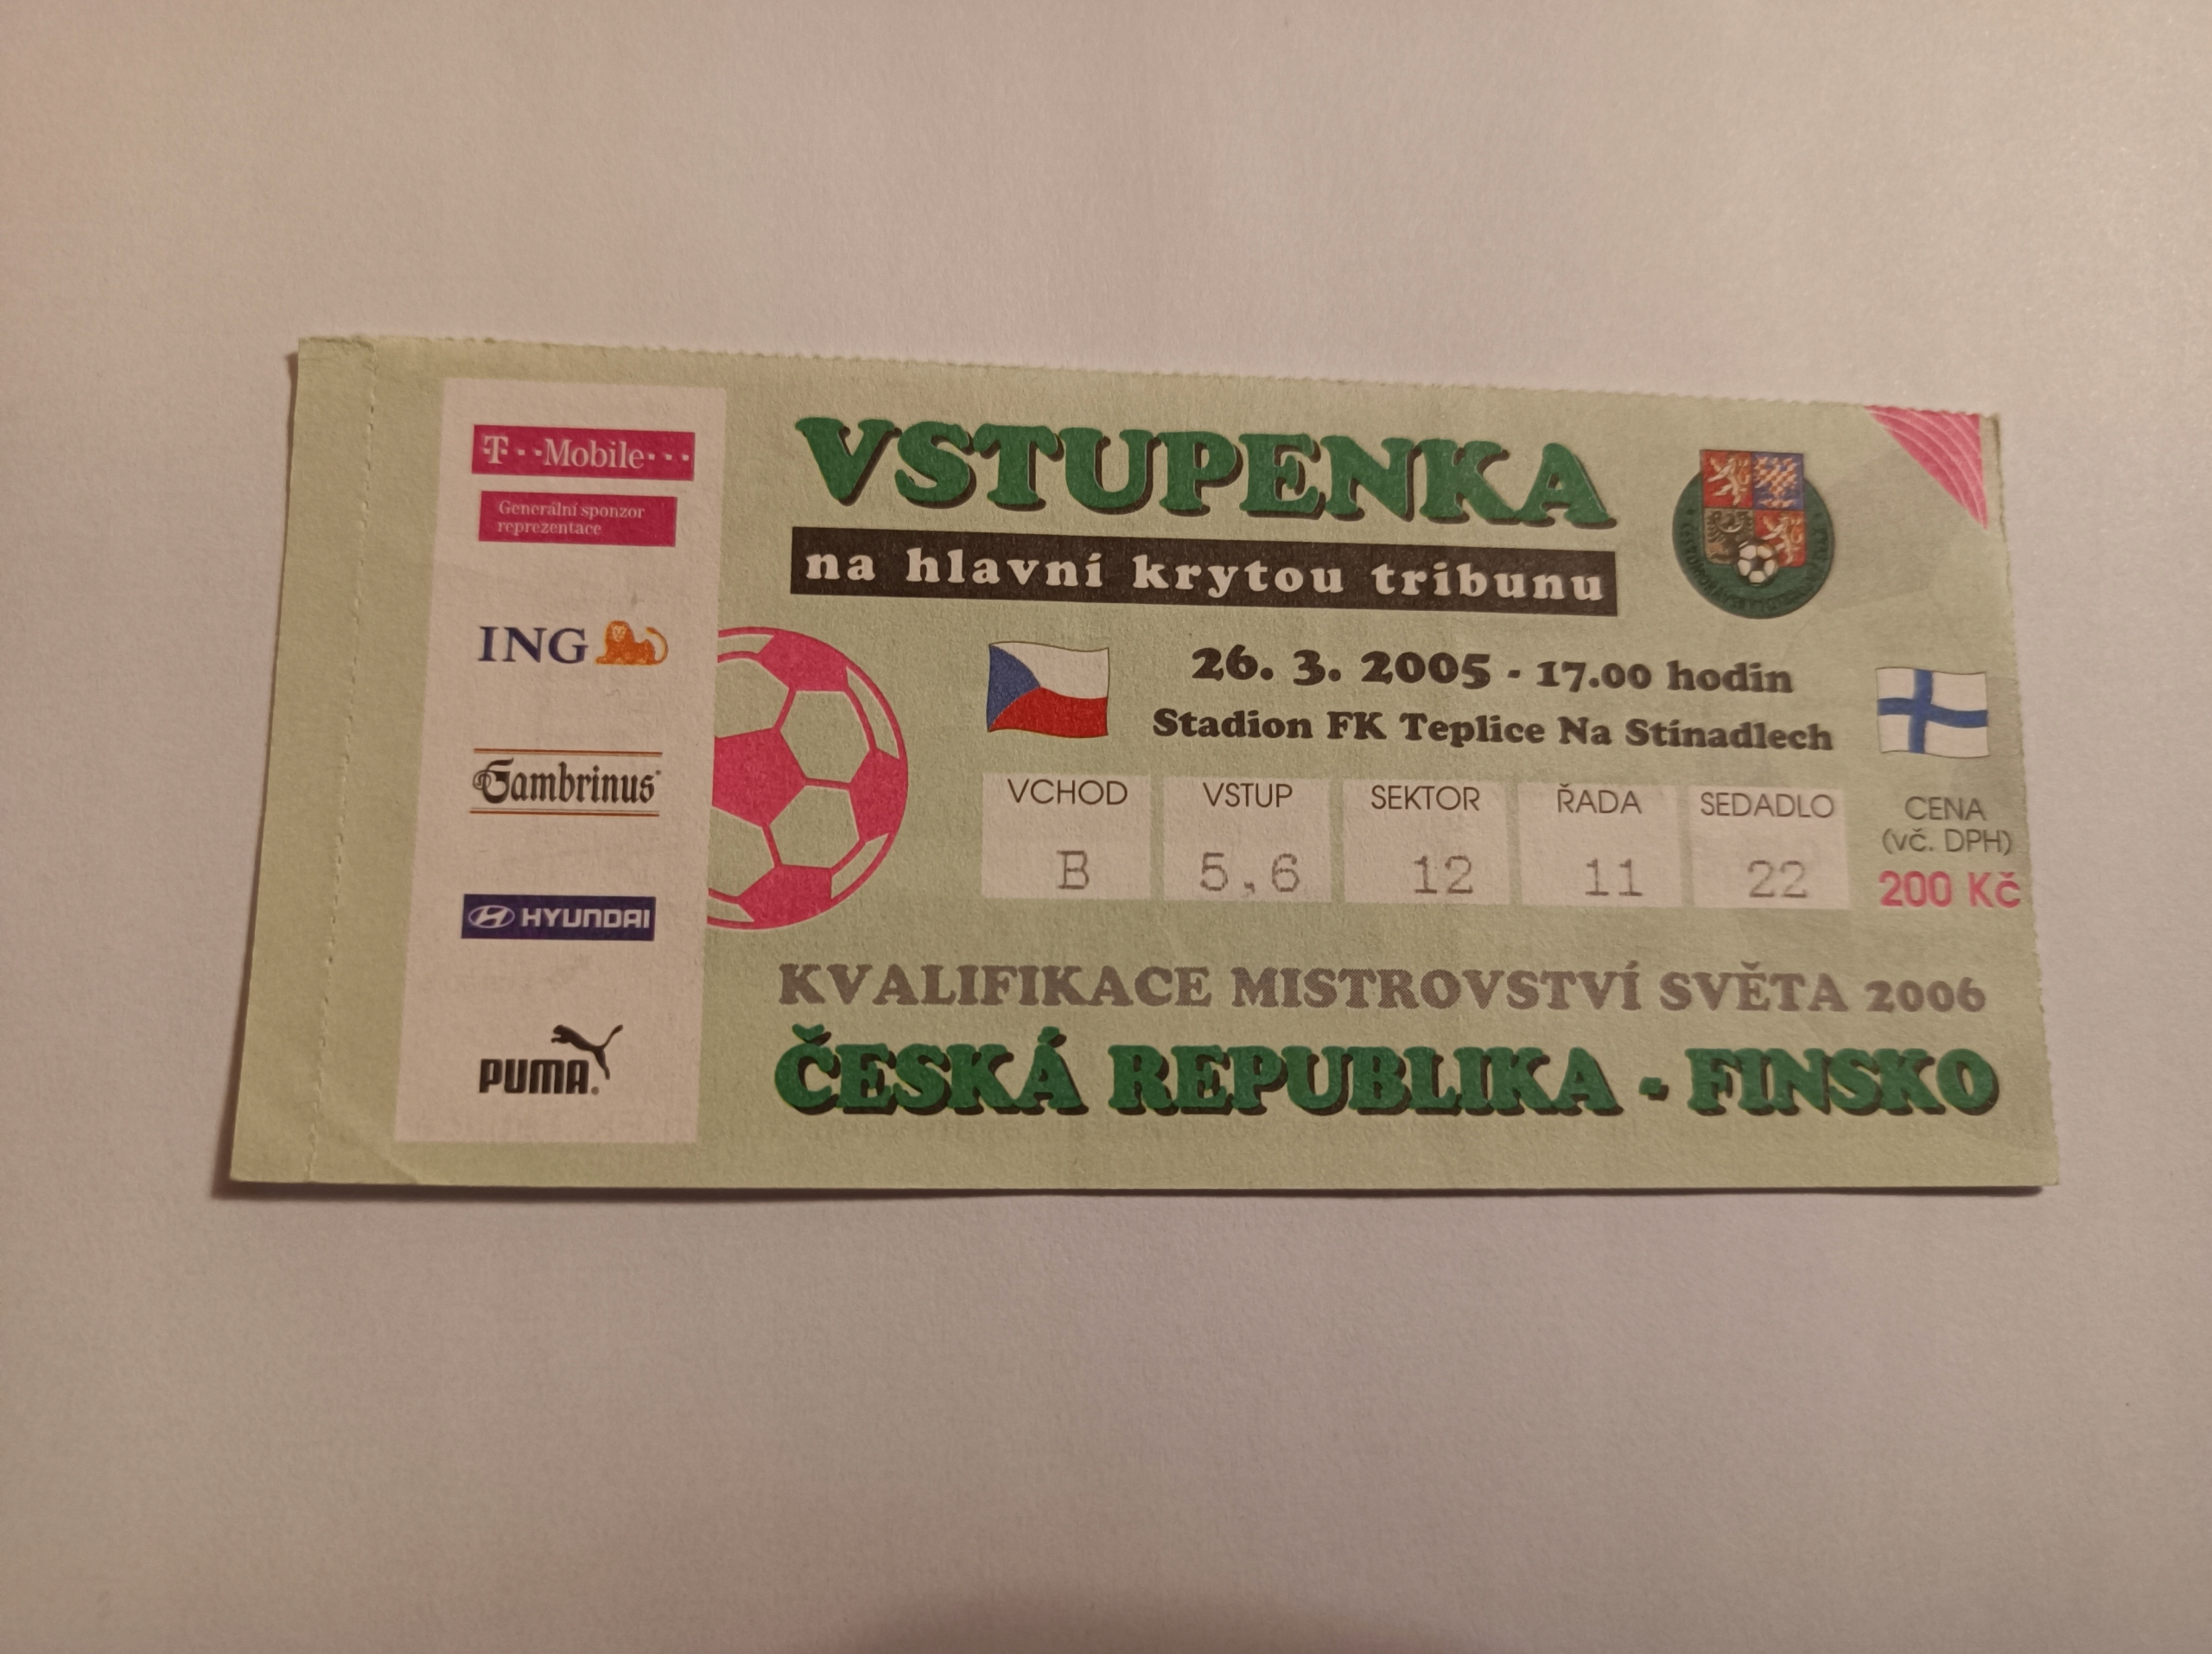 T··Mobile···
Generální sponzor
reprezentace
ING
Gambrinus®
HYUNDAI
PUMA®
VSTUPENKA
na hlavní krytou tribunu
26. 3. 2005 - 17.00 hodin
Stadion FK Teplice Na Stínadlech
VCHOD VSTUP SEKTOR ŘADA SEDADLO CENA
(vč. DPH)
B 5,6 12 11 22 200 Kč
KVALIFIKACE MISTROVSTVÍ SVĚTA 2006
ČESKÁ REPUBLIKA - FINSKO